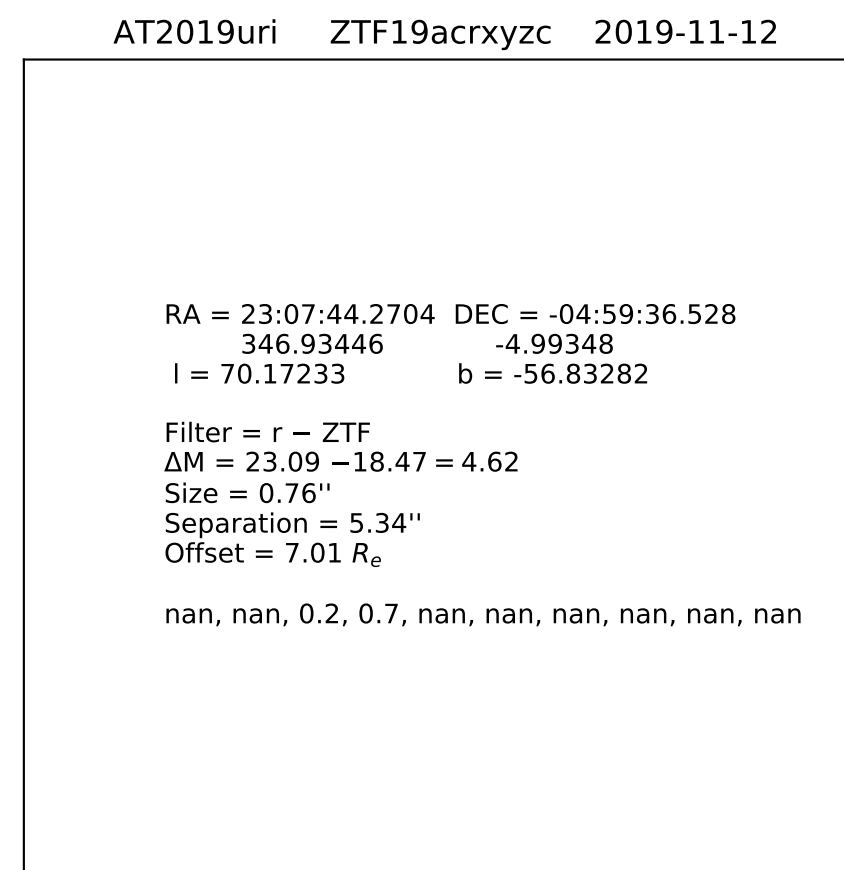 AT2019uri ZTF19acrxyzc 2019-11-12
RA = 23:07:44.2704 DEC = -04:59:36.528
346.93446 -4.99348
l = 70.17233 b = -56.83282
Filter = r − ZTF
ΔM = 23.09 −18.47 = 4.62
Size = 0.76''
Separation = 5.34''
Offset = 7.01 Re
nan, nan, 0.2, 0.7, nan, nan, nan, nan, nan, nan